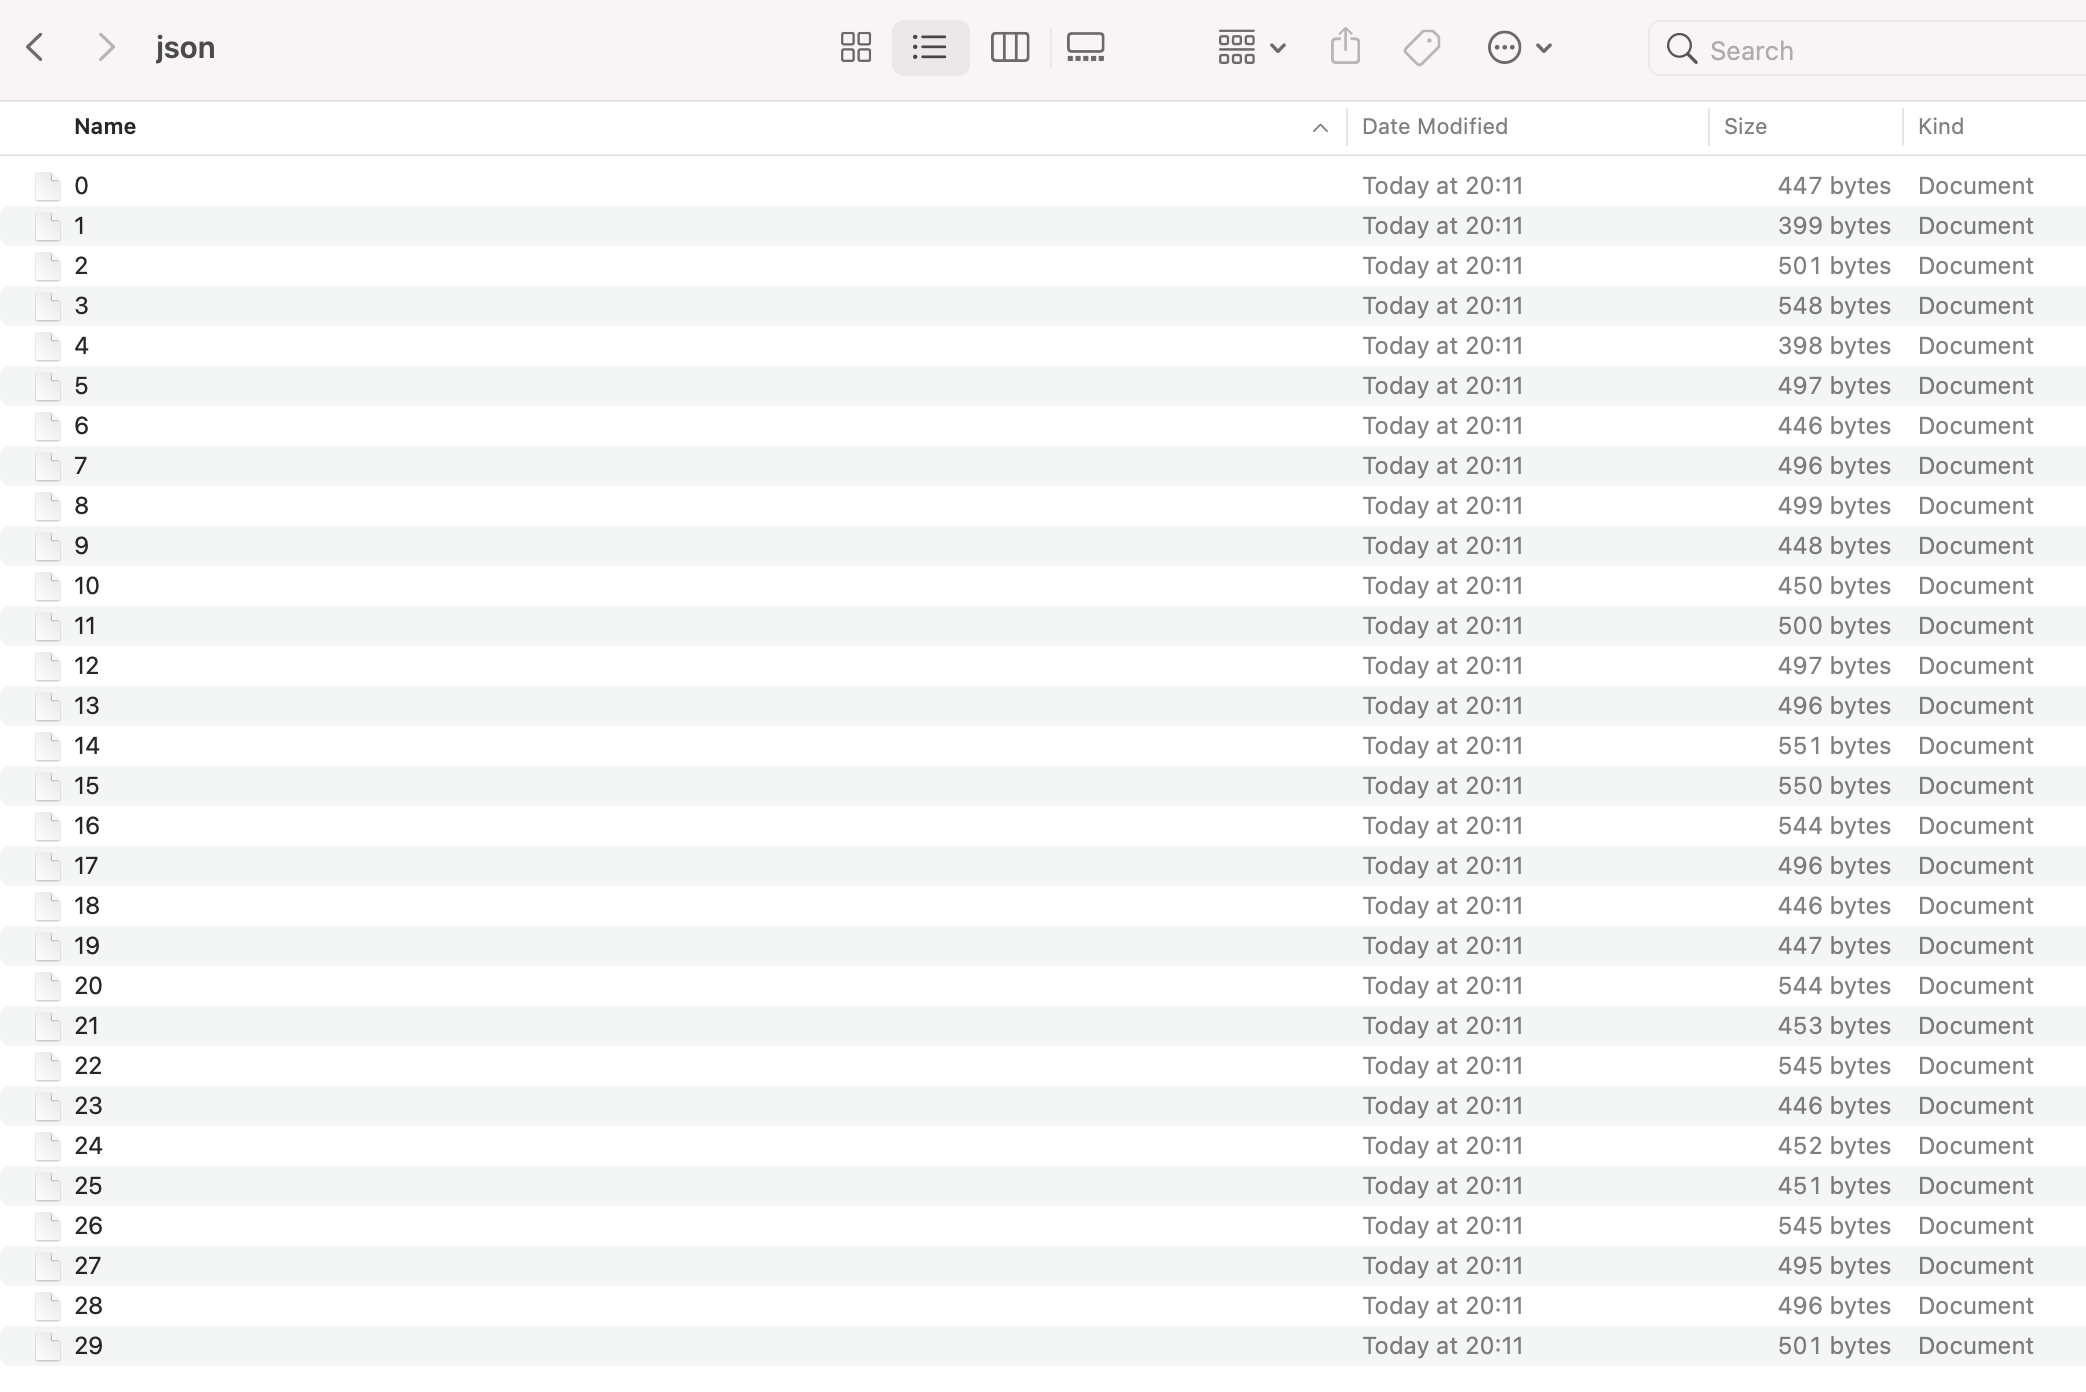 json
Search
Name Date Modified Size Kind
0 Today at 20:11 447 bytes Document
1 Today at 20:11 399 bytes Document
2 Today at 20:11 501 bytes Document
3 Today at 20:11 548 bytes Document
4 Today at 20:11 398 bytes Document
5 Today at 20:11 497 bytes Document
6 Today at 20:11 446 bytes Document
7 Today at 20:11 496 bytes Document
8 Today at 20:11 499 bytes Document
9 Today at 20:11 448 bytes Document
10 Today at 20:11 450 bytes Document
11 Today at 20:11 500 bytes Document
12 Today at 20:11 497 bytes Document
13 Today at 20:11 496 bytes Document
14 Today at 20:11 551 bytes Document
15 Today at 20:11 550 bytes Document
16 Today at 20:11 544 bytes Document
17 Today at 20:11 496 bytes Document
18 Today at 20:11 446 bytes Document
19 Today at 20:11 447 bytes Document
20 Today at 20:11 544 bytes Document
21 Today at 20:11 453 bytes Document
22 Today at 20:11 545 bytes Document
23 Today at 20:11 446 bytes Document
24 Today at 20:11 452 bytes Document
25 Today at 20:11 451 bytes Document
26 Today at 20:11 545 bytes Document
27 Today at 20:11 495 bytes Document
28 Today at 20:11 496 bytes Document
29 Today at 20:11 501 bytes Document